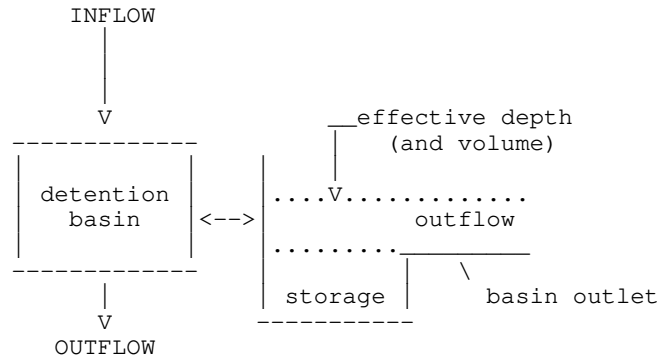 INFLOW
V
effective depth
(and volume)
detention
basin
<-->
....V.............
outflow
.........
storage
basin outlet
V
OUTFLOW